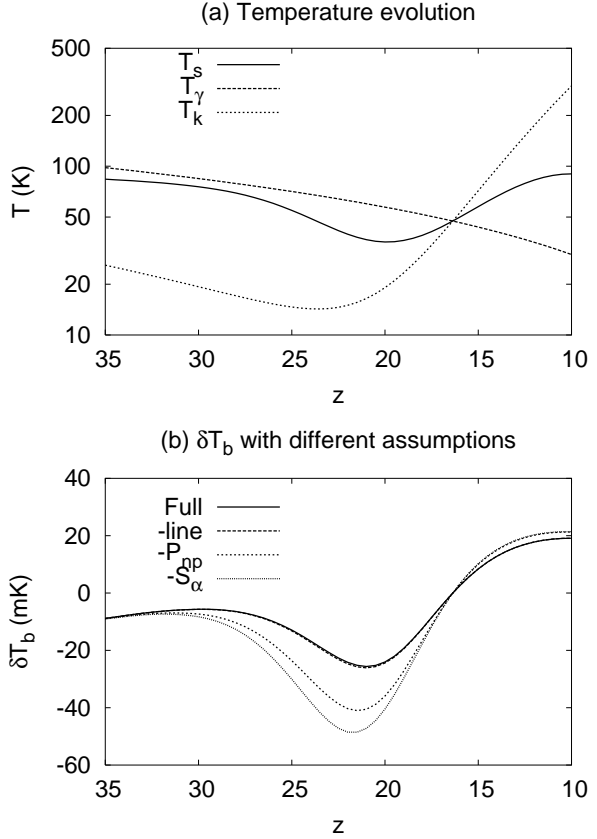 (a) Temperature evolution
T (K)
500
200
100
50
20
10
T_s
T_γ
T_k
35 30 25 20 15 10
z
(b) δT_b with different assumptions
δT_b (mK)
40
20
0
-20
-40
-60
Full
-line
-P_np
-S_α
35 30 25 20 15 10
z